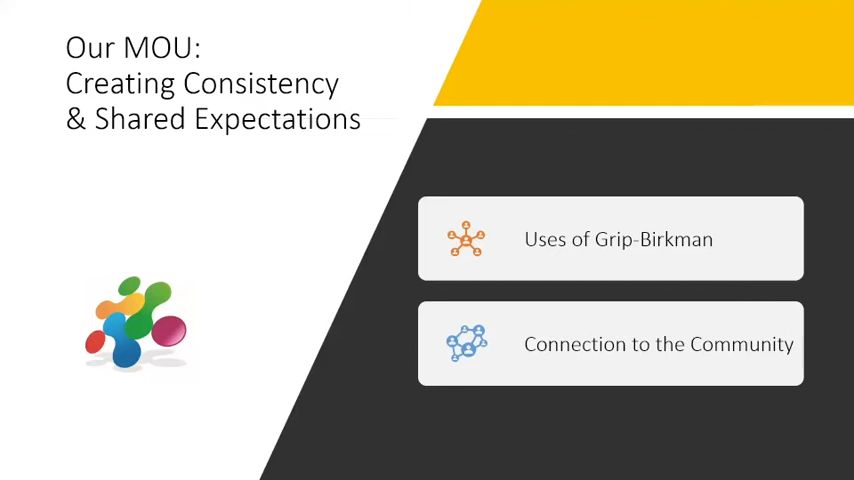 Our MOU:
Creating Consistency
& Shared Expectations
Uses of Grip-Birkman
Connection to the Community